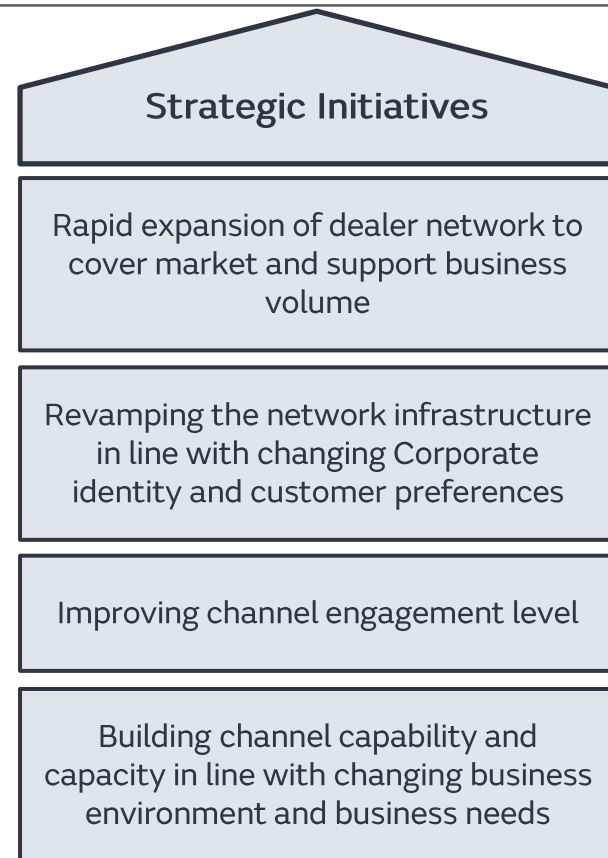 Strategic Initiatives
Rapid expansion of dealer network to
cover market and support business
volume
Revamping the network infrastructure
in line with changing Corporate
identity and customer preferences
Improving channel engagement level
Building channel capability and
capacity in line with changing business
environment and business needs